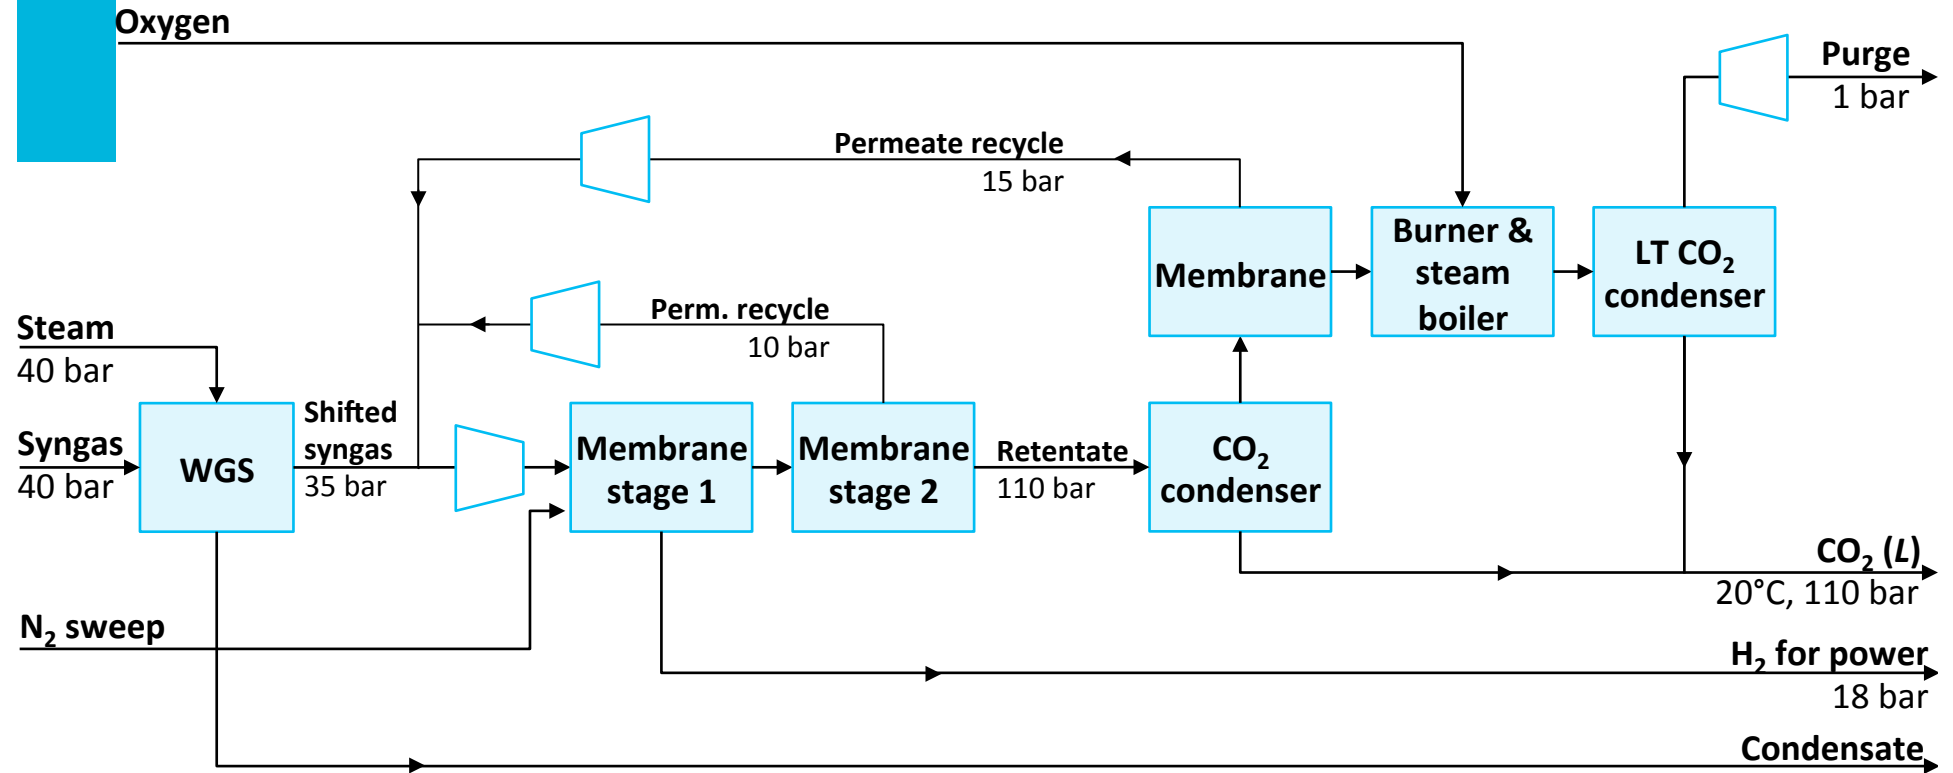 Oxygen
Purge
1 bar
Permeate recycle
15 bar
Burner &
steam
boiler
LT CO₂
condenser
Membrane
Perm. recycle
10 bar
Steam
40 bar
Syngas
40 bar
WGS
Shifted
syngas
35 bar
Membrane
stage 1
Membrane
stage 2
Retentate
110 bar
CO₂
condenser
CO₂ (L)
20°C, 110 bar
N₂ sweep
H₂ for power
18 bar
Condensate